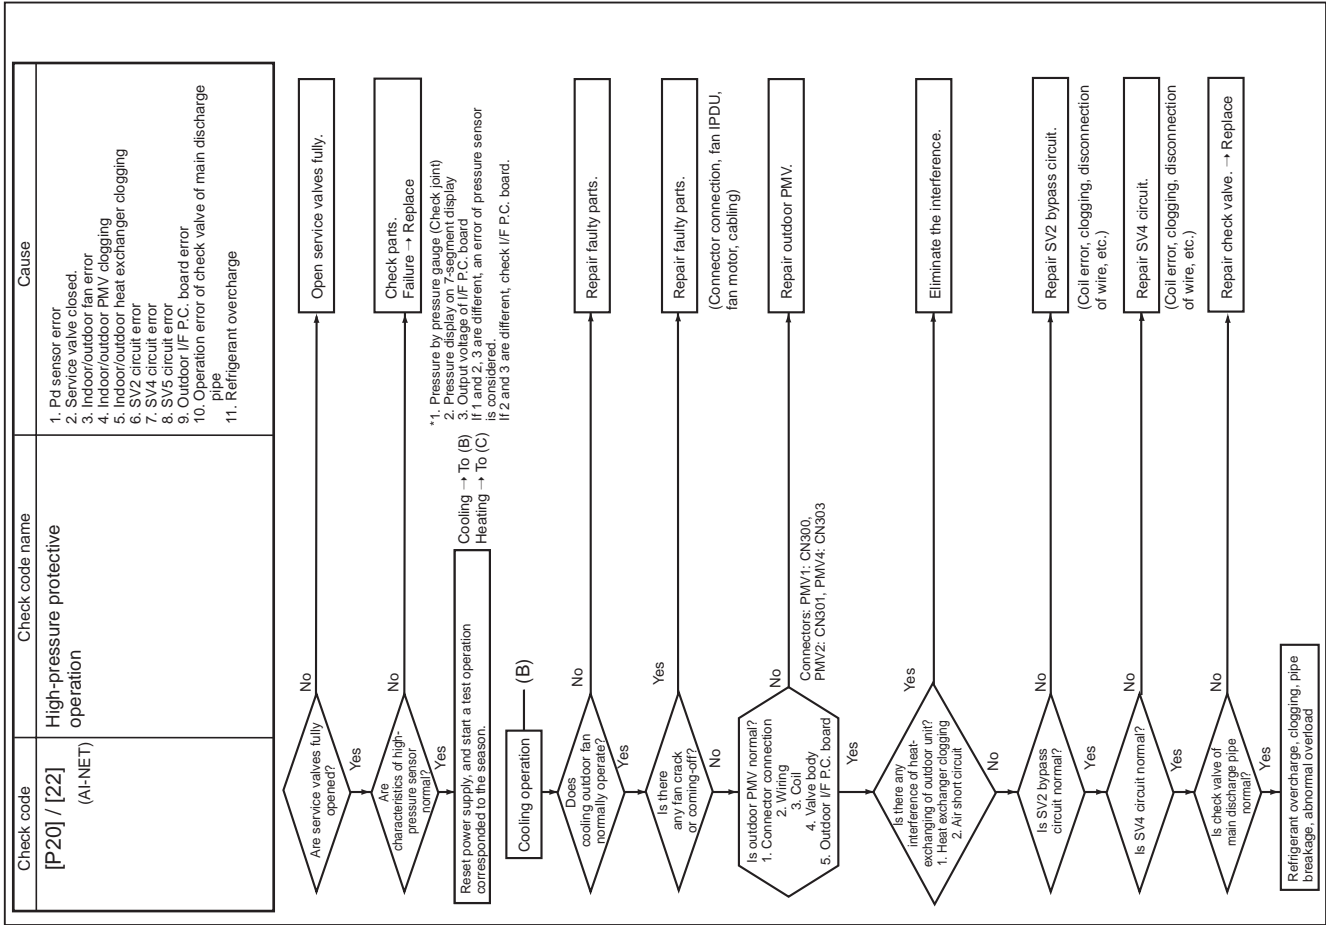 Check code
Check code name
Cause
[P20] / [22]
(AI-NET)
High-pressure protective
operation
1. Pd sensor error
2. Service valve closed.
3. Indoor/outdoor fan error
4. Indoor/outdoor PMV clogging
5. Indoor/outdoor heat exchanger clogging
6. SV2 circuit error
7. SV4 circuit error
8. SV5 circuit error
9. Outdoor I/F P.C. board error
10. Operation error of check valve of main discharge
pipe
11. Refrigerant overcharge
Are service valves fully
opened?
No
Open service valves fully.
Yes
Are
characteristics of high-
pressure sensor
normal?
No
Check parts.
Failure → Replace
Yes
*1. Pressure by pressure gauge (Check joint)
2. Pressure display on 7-segment display
3. Output voltage of I/F P.C. board
If 1 and 2, 3 are different, an error of pressure sensor
is considered.
If 2 and 3 are different, check I/F P.C. board.
Reset power supply, and start a test operation
corresponded to the season.
Cooling → To (B)
Heating → To (C)
Cooling operation
(B)
Does
cooling outdoor fan
normally operate?
No
Repair faulty parts.
Yes
Is there
any fan crack
or coming-off?
Yes
Repair faulty parts.
(Connector connection, fan IPDU,
fan motor, cabling)
No
Is outdoor PMV normal?
1. Connector connection
2. Wiring
3. Coil
4. Valve body
5. Outdoor I/F P.C. board
No
Repair outdoor PMV.
Connectors: PMV1: CN300,
PMV2: CN301, PMV4: CN303
Yes
Is there any
interference of heat-
exchanging of outdoor unit?
1. Heat exchanger clogging
2. Air short circuit
Yes
Eliminate the interference.
No
Is SV2 bypass
circuit normal?
No
Repair SV2 bypass circuit.
(Coil error, clogging, disconnection
of wire, etc.)
Yes
Is SV4 circuit normal?
No
Repair SV4 circuit.
(Coil error, clogging, disconnection
of wire, etc.)
Yes
Is check valve of
main discharge pipe
normal?
No
Repair check valve. → Replace
Yes
Refrigerant overcharge, clogging, pipe
breakage, abnormal overload